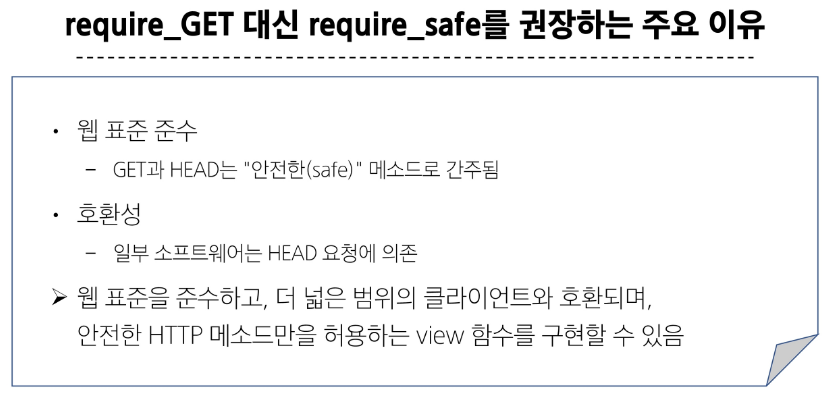 require_GET 대신 require_safe를 권장하는 주요 이유
• 웹 표준 준수
– GET과 HEAD는 "안전한(safe)" 메소드로 간주됨
• 호환성
– 일부 소프트웨어는 HEAD 요청에 의존
➢ 웹 표준을 준수하고, 더 넓은 범위의 클라이언트와 호환되며,
안전한 HTTP 메소드만을 허용하는 view 함수를 구현할 수 있음